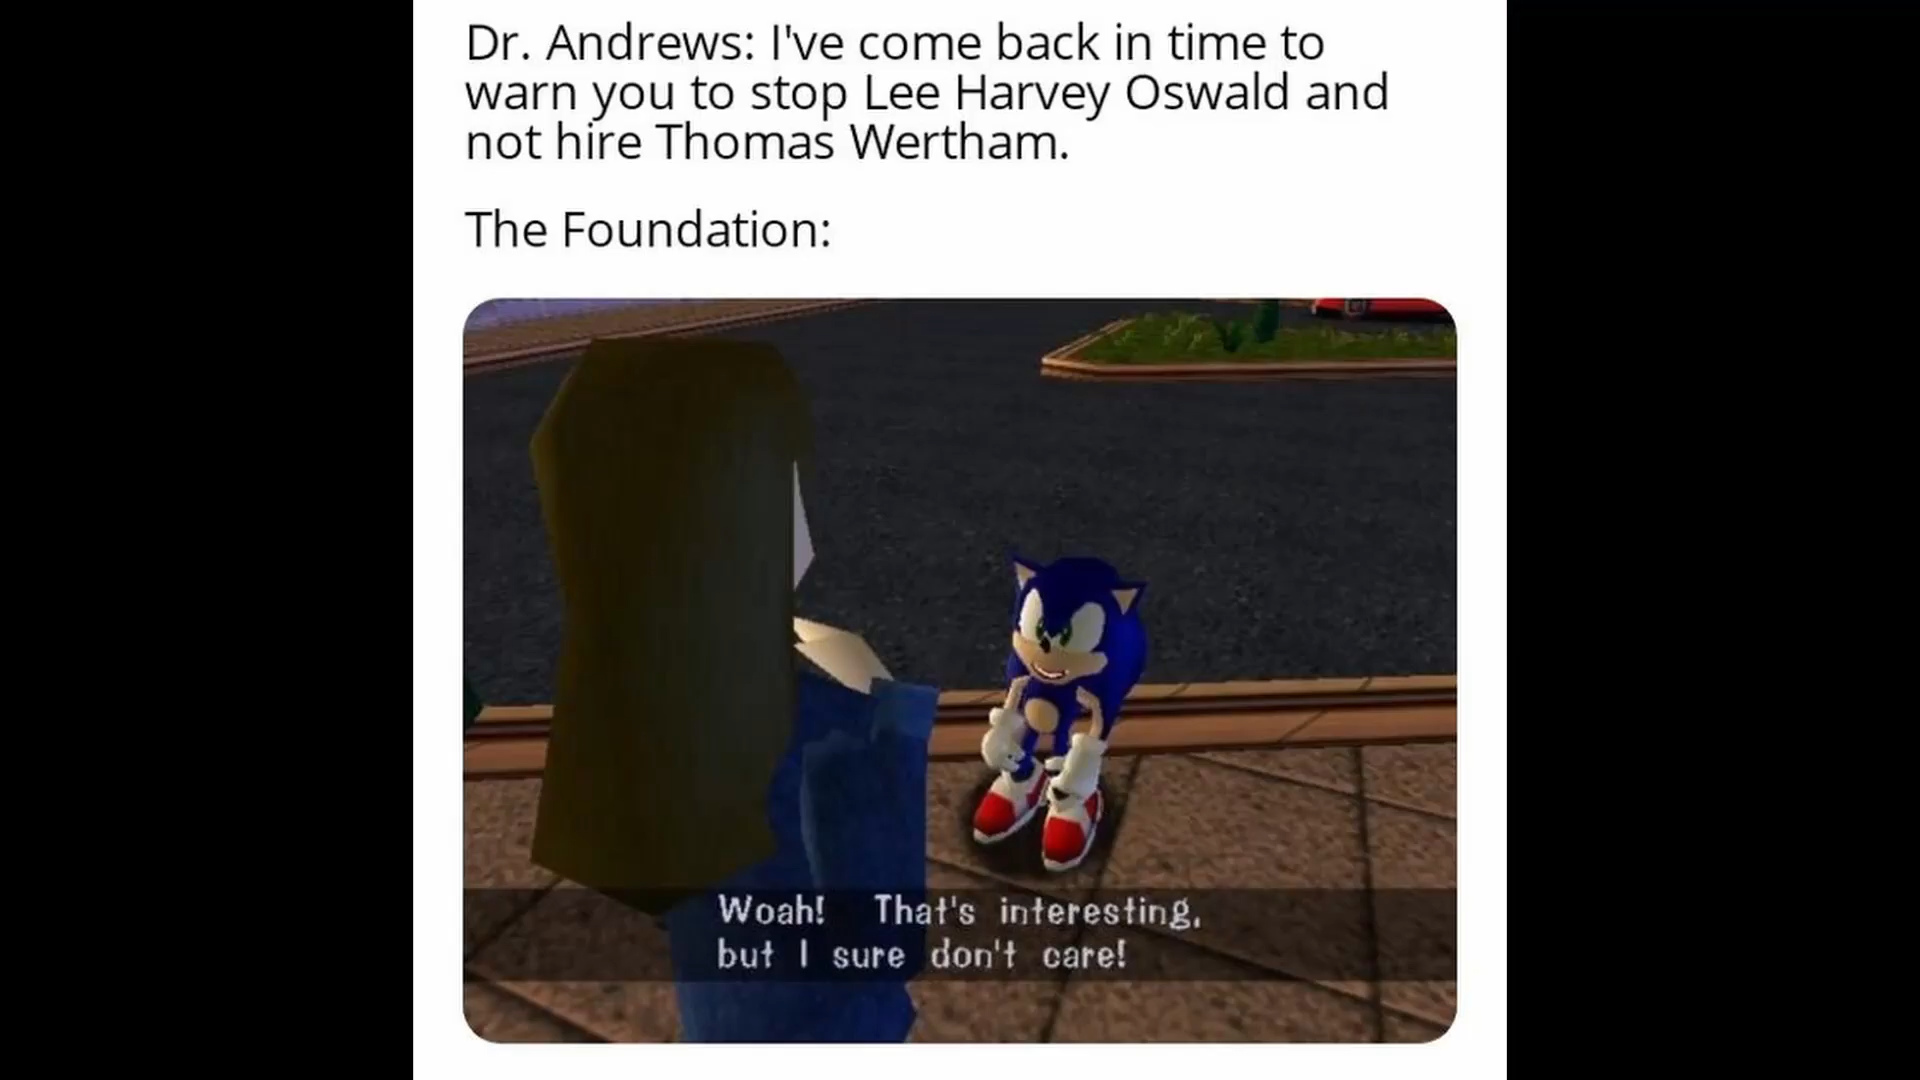 Dr. Andrews: I've come back in time to
warn you to stop Lee Harvey Oswald and
not hire Thomas Wertham.
The Foundation:
Woah! That's interesting,
but I sure don't care!